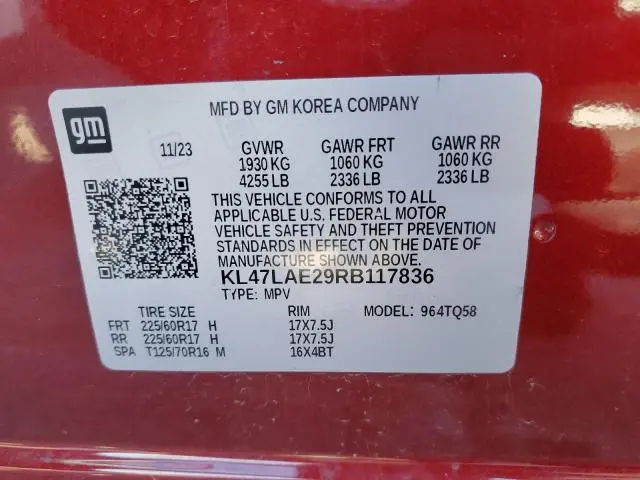 gm
MFD BY GM KOREA COMPANY
11/23 GVWR GAWR FRT GAWR RR
1930 KG 1060 KG 1060 KG
4255 LB 2336 LB 2336 LB
THIS VEHICLE CONFORMS TO ALL
APPLICABLE U.S. FEDERAL MOTOR
VEHICLE SAFETY AND THEFT PREVENTION
STANDARDS IN EFFECT ON THE DATE OF
MANUFACTURE SHOWN ABOVE.
KL47LAE29RB117836
TYPE: MPV
TIRE SIZE RIM MODEL: 964TQ58
FRT 225/60R17 H 17X7.5J
RR 225/60R17 H 17X7.5J
SPA T125/70R16 M 16X4BT